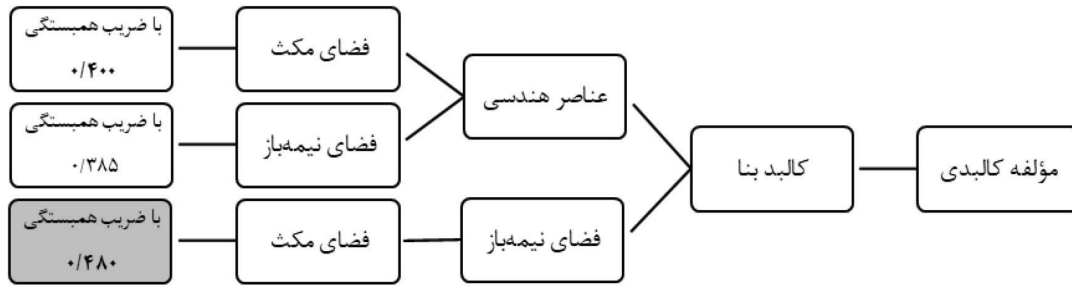 مؤلفه کالبدی
کالبد بنا
عناصر هندسی
فضای مکث
با ضریب همبستگی
۰/۴۰۰
فضای نیمه‌باز
با ضریب همبستگی
۰/۳۸۵
فضای نیمه‌باز
فضای مکث
با ضریب همبستگی
۰/۴۸۰